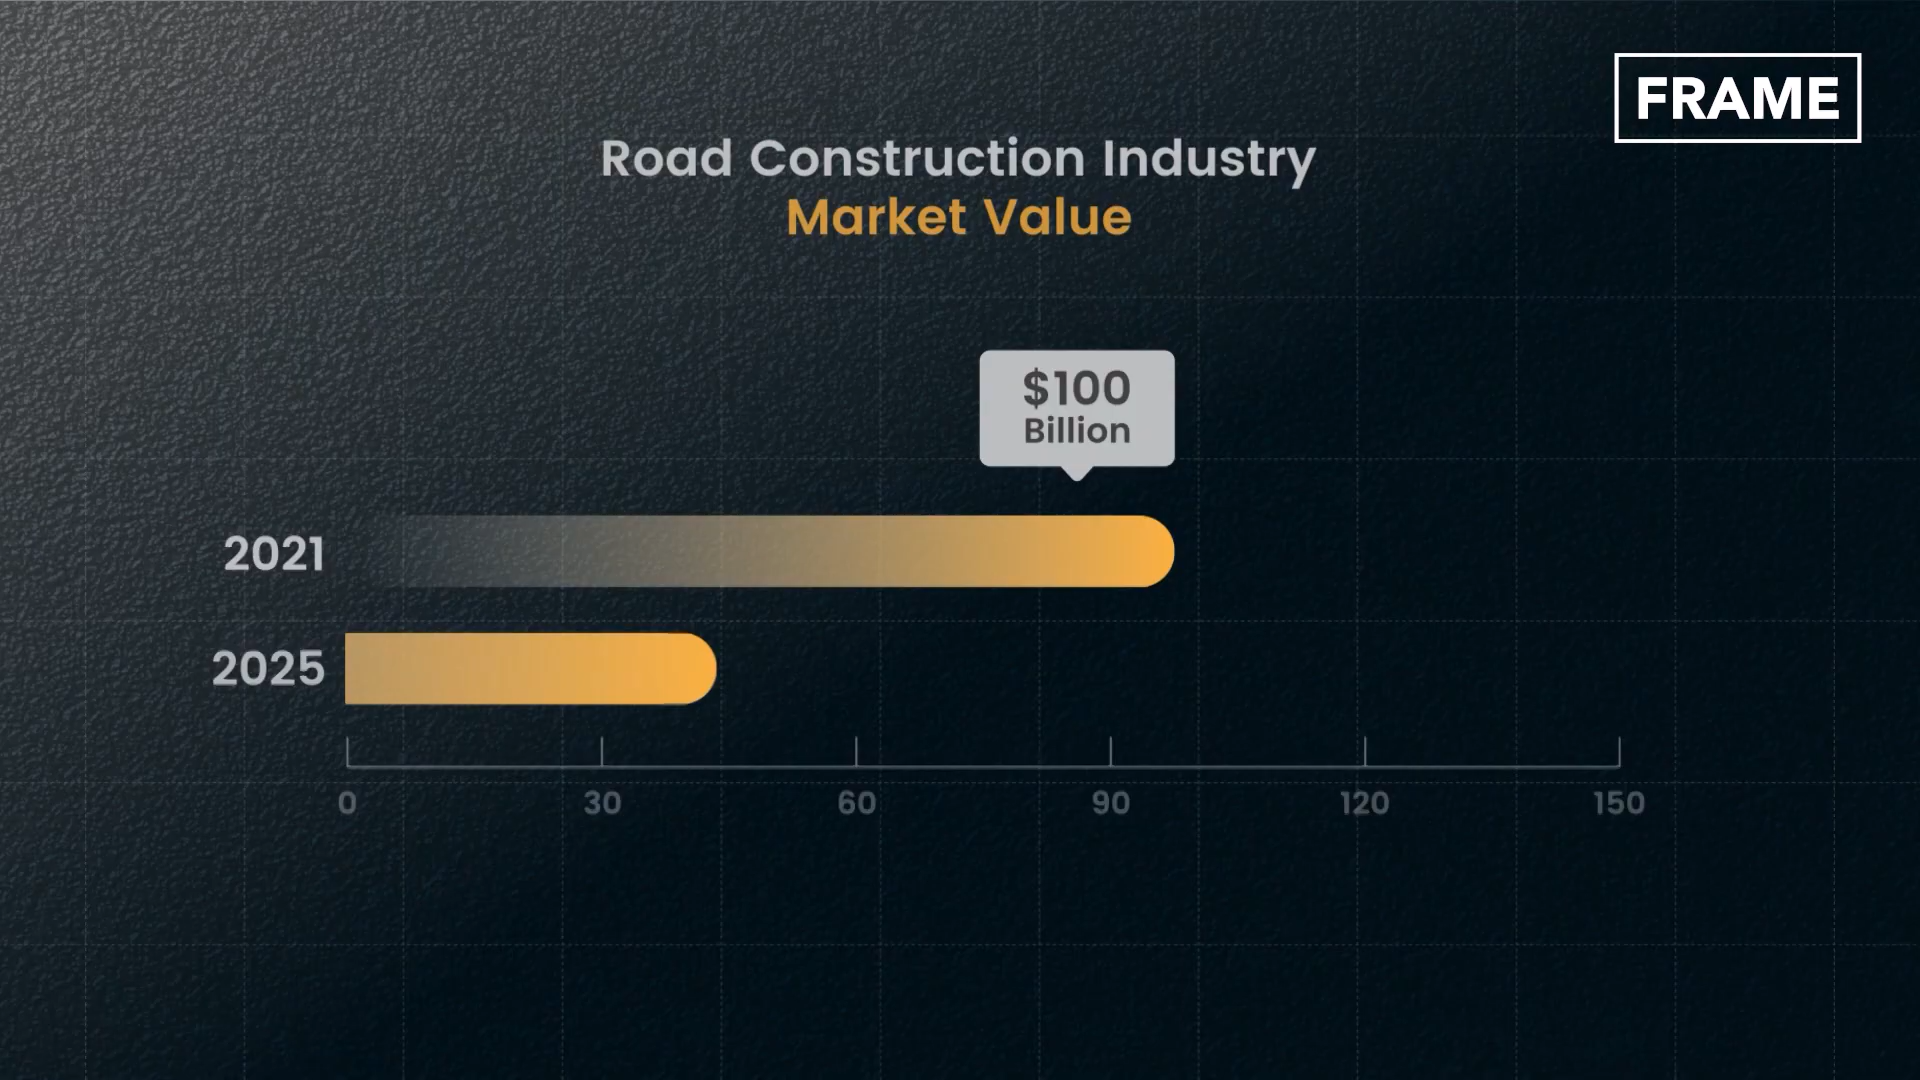 FRAME
Road Construction Industry
Market Value
$100
Billion
2021
2025
0 30 60 90 120 150